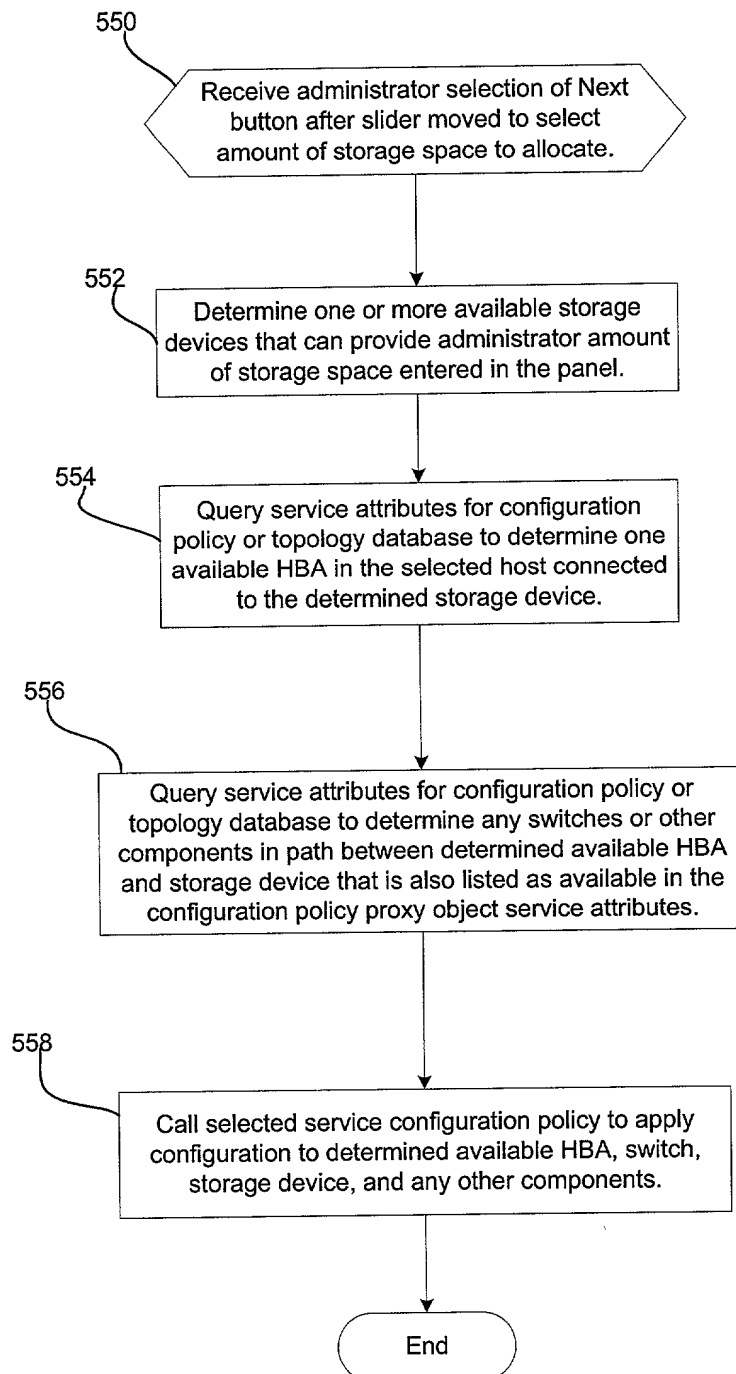 550
Receive administrator selection of Next
button after slider moved to select
amount of storage space to allocate.
552
Determine one or more available storage
devices that can provide administrator amount
of storage space entered in the panel.
554
Query service attributes for configuration
policy or topology database to determine one
available HBA in the selected host connected
to the determined storage device.
556
Query service attributes for configuration policy or
topology database to determine any switches or other
components in path between determined available HBA
and storage device that is also listed as available in the
configuration policy proxy object service attributes.
558
Call selected service configuration policy to apply
configuration to determined available HBA, switch,
storage device, and any other components.
End